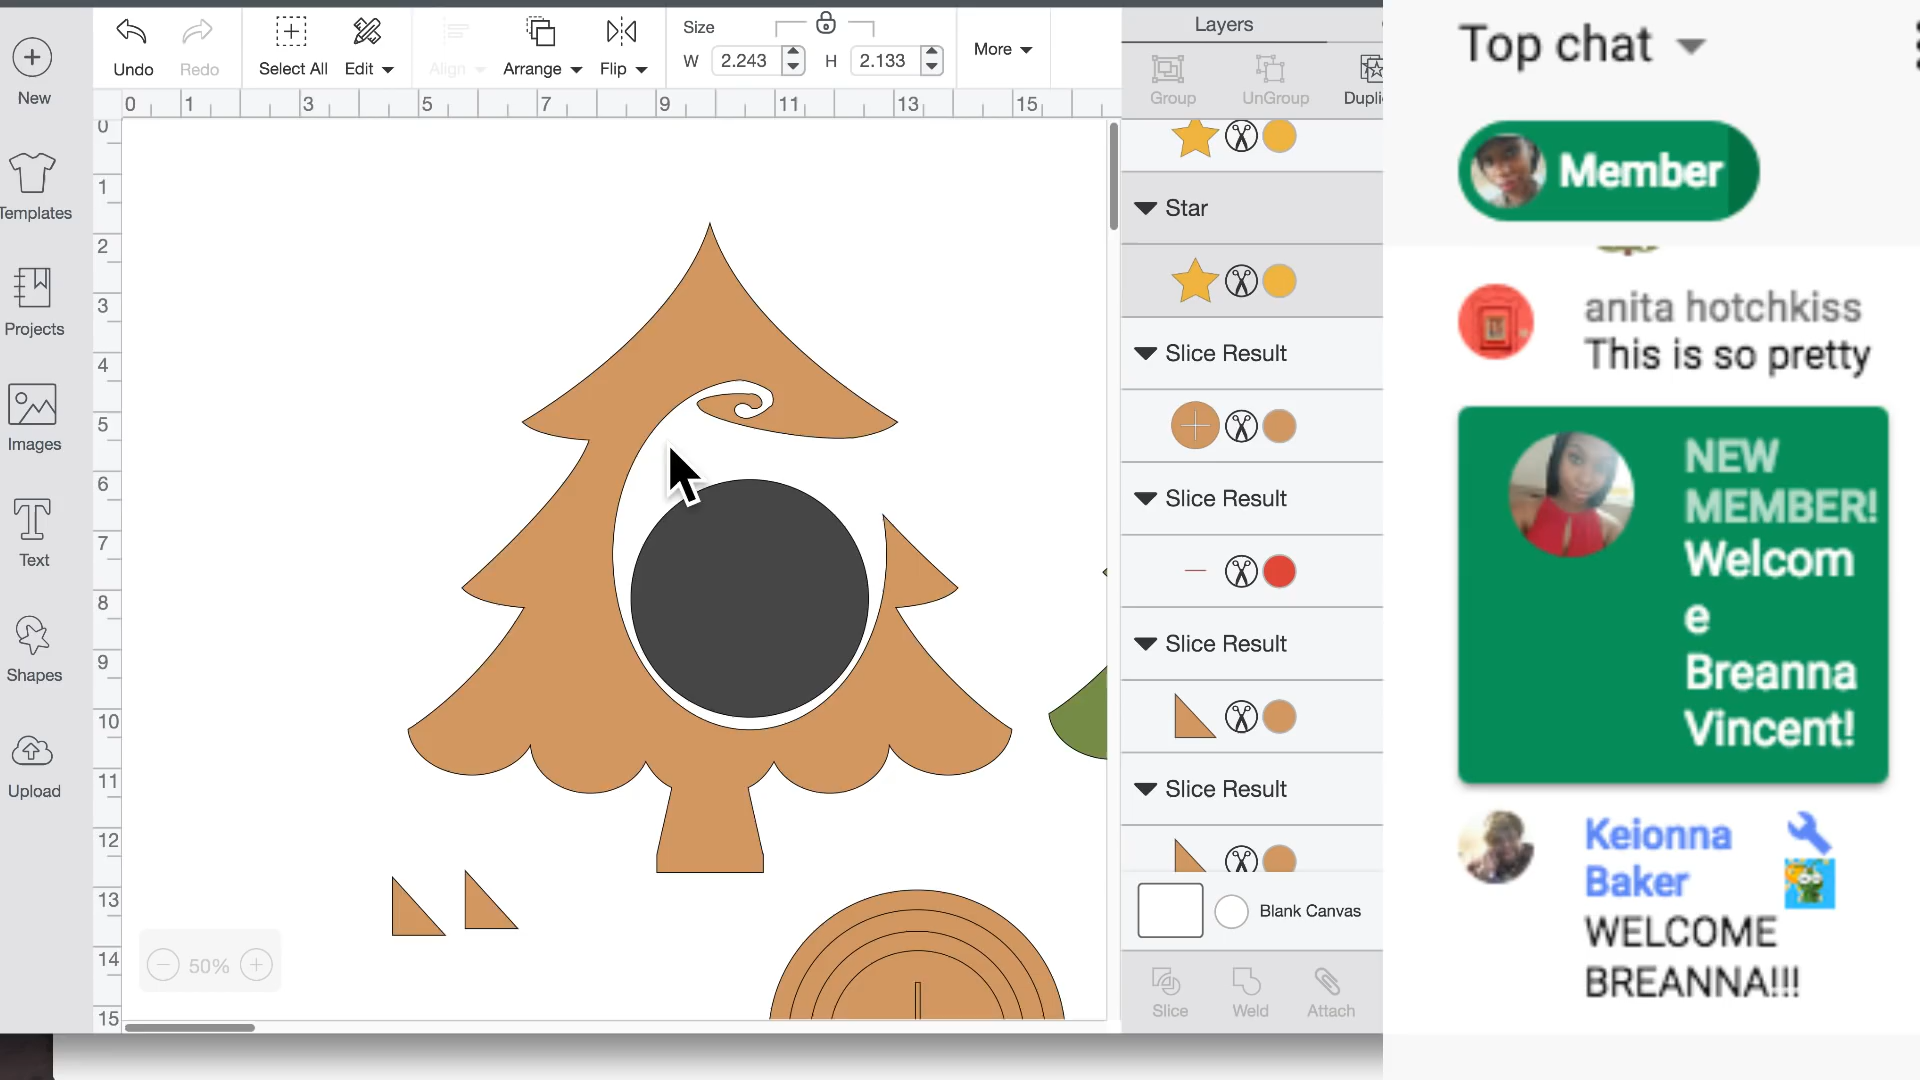 Undo
Redo
Select All
Edit
Align
Arrange
Flip
Size
W 2.243
H 2.133
More
Layers
Group
UnGroup
Dupli
New
Templates
Projects
Images
Text
Shapes
Upload
0 1 3 5 7 9 11 13 15
0
1
2
3
4
5
6
7
8
9
10
11
12
13
14
15
50%
Star
Slice Result
Slice Result
Slice Result
Slice Result
Blank Canvas
Slice
Weld
Attach
Top chat
Member
anita hotchkiss
This is so pretty
NEW
MEMBER!
Welcom
e
Breanna
Vincent!
Keionna
Baker
WELCOME
BREANNA!!!